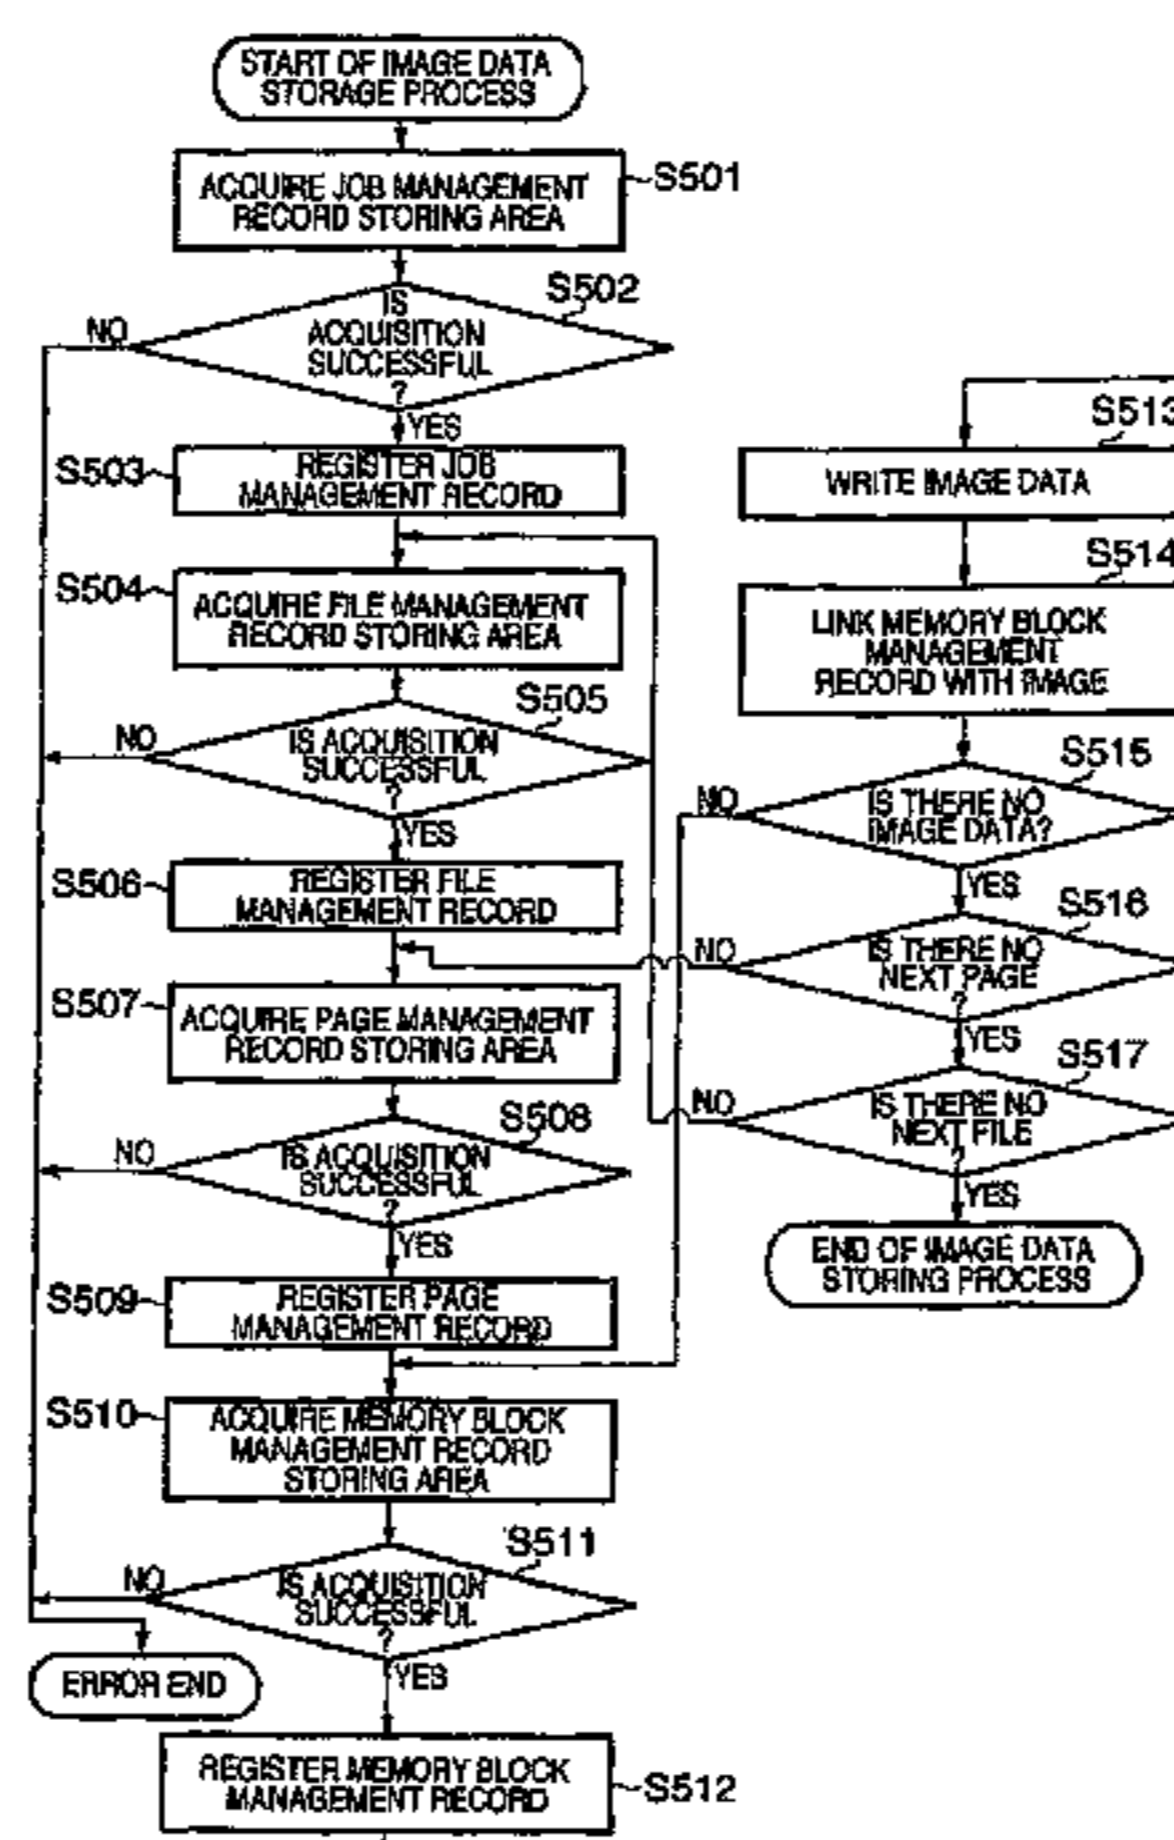 START OF IMAGE DATA
STORAGE PROCESS
ACQUIRE JOB MANAGEMENT
RECORD STORING AREA
S501
S502
IS
ACQUISITION
SUCCESSFUL
?
NO
YES
S503
REGISTER JOB
MANAGEMENT RECORD
S504
ACQUIRE FILE MANAGEMENT
RECORD STORING AREA
S505
IS ACQUISITION
SUCCESSFUL
?
NO
YES
S506
REGISTER FILE
MANAGEMENT RECORD
S507
ACQUIRE PAGE MANAGEMENT
RECORD STORING AREA
S508
IS ACQUISITION
SUCCESSFUL
?
NO
YES
S509
REGISTER PAGE
MANAGEMENT RECORD
S510
ACQUIRE MEMORY BLOCK
MANAGEMENT RECORD
STORING AREA
S511
IS ACQUISITION
SUCCESSFUL
?
NO
YES
ERROR END
REGISTER MEMORY BLOCK
MANAGEMENT RECORD
S512
S513
WRITE IMAGE DATA
S514
LINK MEMORY BLOCK
MANAGEMENT
RECORD WITH IMAGE
S515
IS THERE NO
IMAGE DATA?
NO
YES
S516
IS THERE NO
NEXT PAGE
?
NO
YES
S517
IS THERE NO
NEXT FILE
?
NO
YES
END OF IMAGE DATA
STORING PROCESS